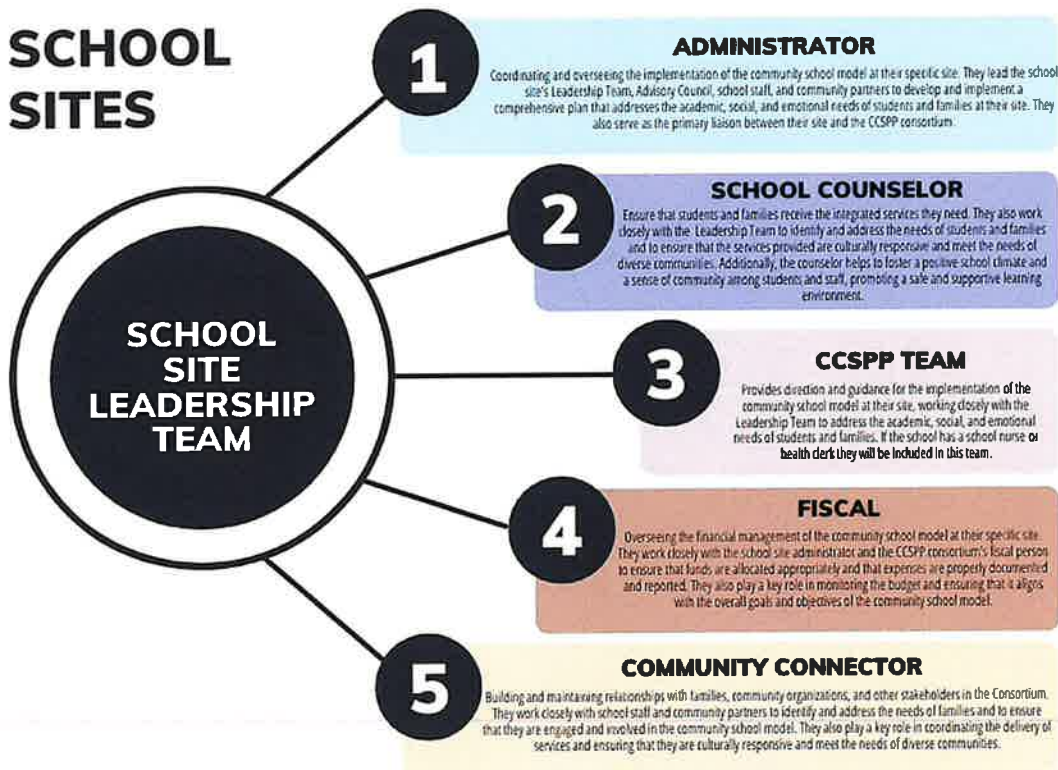 SCHOOL
SITES
1
ADMINISTRATOR
Coordinating and overseeing the implementation of the community school model at their specific site. They lead the school
site's Leadership Team, Advisory Council, school staff, and community partners to develop and implement a
comprehensive plan that addresses the academic, social, and emotional needs of students and families at their site. They
also serve as the primary liaison between their site and the CCSPP consortium.
2
SCHOOL COUNSELOR
Ensure that students and families receive the integrated services they need. They also work
closely with the Leadership Team to identify and address the needs of students and families
and to ensure that the services provided are culturally responsive and meet the needs of
diverse communities. Additionally, the counselor helps to foster a positive school climate and
a sense of community among students and staff, promoting a safe and supportive learning
environment.
SCHOOL
SITE
LEADERSHIP
TEAM
3
CCSPP TEAM
Provides direction and guidance for the implementation of the
community school model at their site, working closely with the
Leadership Team to address the academic, social, and emotional
needs of students and families. If the school has a school nurse or
health clerk they will be included in this team.
4
FISCAL
Overseeing the financial management of the community school model at their specific site.
They work closely with the school site administrator and the CCSPP consortium's fiscal person
to ensure that funds are allocated appropriately and that expenses are properly documented
and reported. They also play a key role in monitoring the budget and ensuring that it aligns
with the overall goals and objectives of the community school model.
5
COMMUNITY CONNECTOR
Building and maintaining relationships with families, community organizations, and other stakeholders in the Consortium.
They work closely with school staff and community partners to identify and address the needs of families and to ensure
that they are engaged and involved in the community school model. They also play a key role in coordinating the delivery of
services and ensuring that they are culturally responsive and meet the needs of diverse communities.